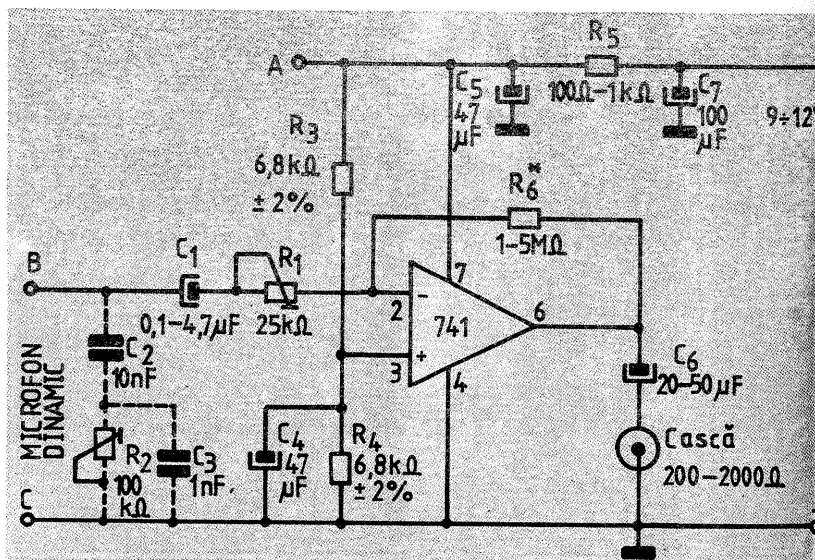 A
R5
100Ω-1kΩ
C5
47
µF
C7
100
µF
9÷12
R3
6,8kΩ
± 2%
R6*
1-5MΩ
B
C1
0,1-4,7µF
R1
25kΩ
2
-
7
741
6
+
3
4
C2
10nF
MICROFON
DINAMIC
R2
100
kΩ
C3
1nF
C4
47
µF
R4
6,8kΩ
± 2%
C6
20-50µF
Cască
200-2000Ω
C